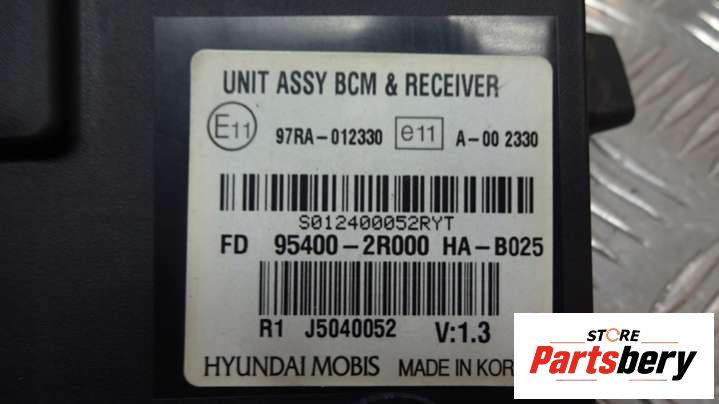 UNIT ASSY BCM & RECEIVER
E11 97RA-012330 e11 A-00 2330
S012400052RYT
FD 95400-2R000 HA-B025
R1 J5040052 V:1.3
HYUNDAI MOBIS MADE IN KOR
STORE
Partsbery